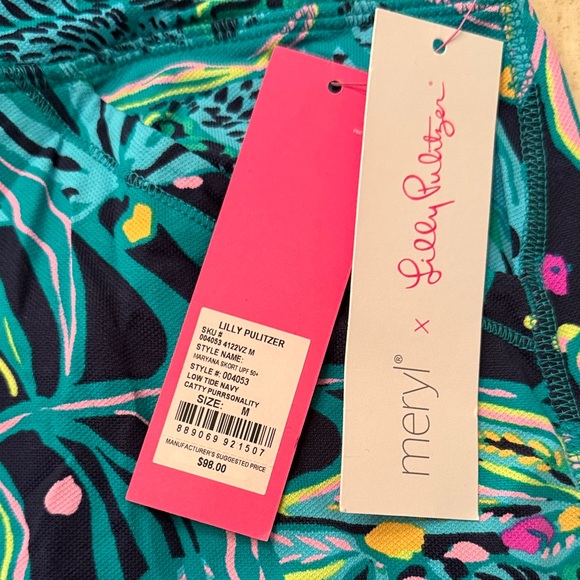 LILLY PULITZER
SKU #
004053 4122VZ M
STYLE NAME:
MARYANA SKORT UPF 50+
STYLE #: 004053
LOW TIDE NAVY
CATTY PURRSONALITY
SIZE: M
889069 921507
MANUFACTURER'S SUGGESTED PRICE
$98.00
meryl® x Lilly Pulitzer